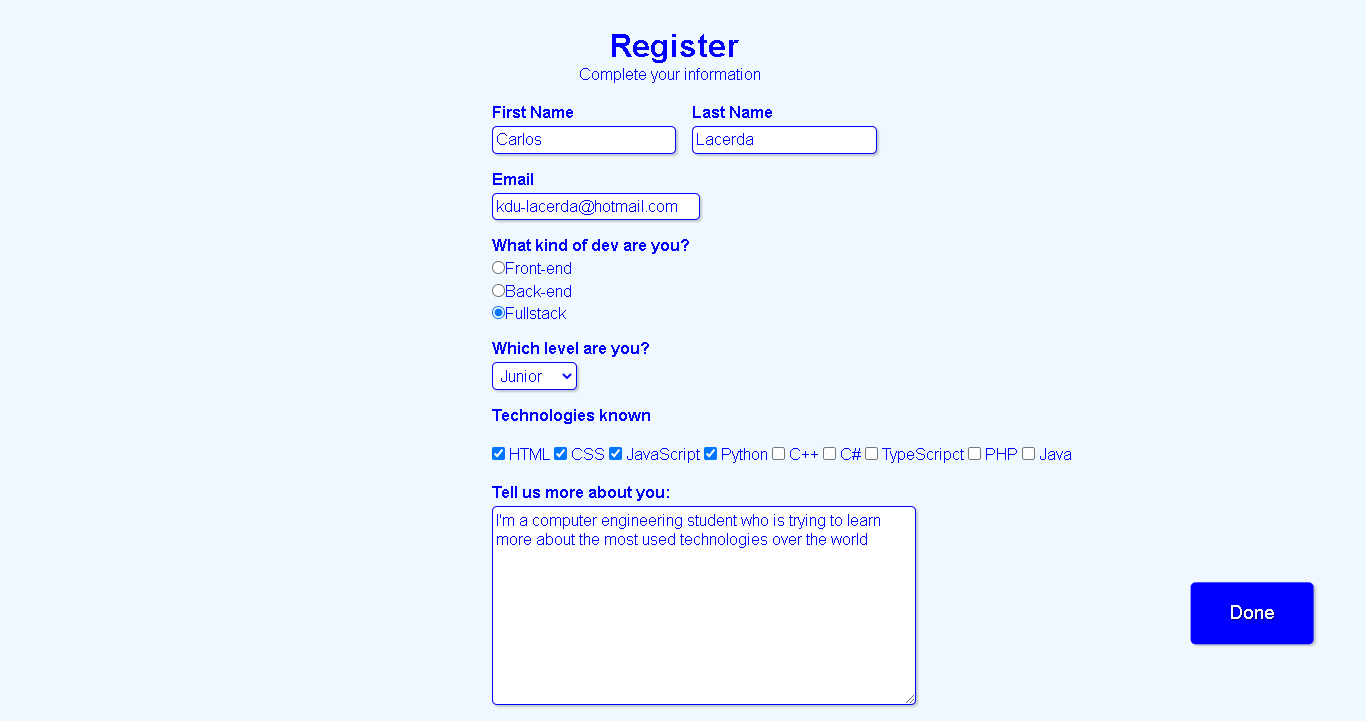 Register
Complete your information
First Name Last Name
Carlos Lacerda
Email
kdu-lacerda@hotmail.com
What kind of dev are you?
Front-end
Back-end
Fullstack
Which level are you?
Junior
Technologies known
HTML CSS JavaScript Python C++ C# TypeScripct PHP Java
Tell us more about you:
I'm a computer engineering student who is trying to learn
more about the most used technologies over the world
Done